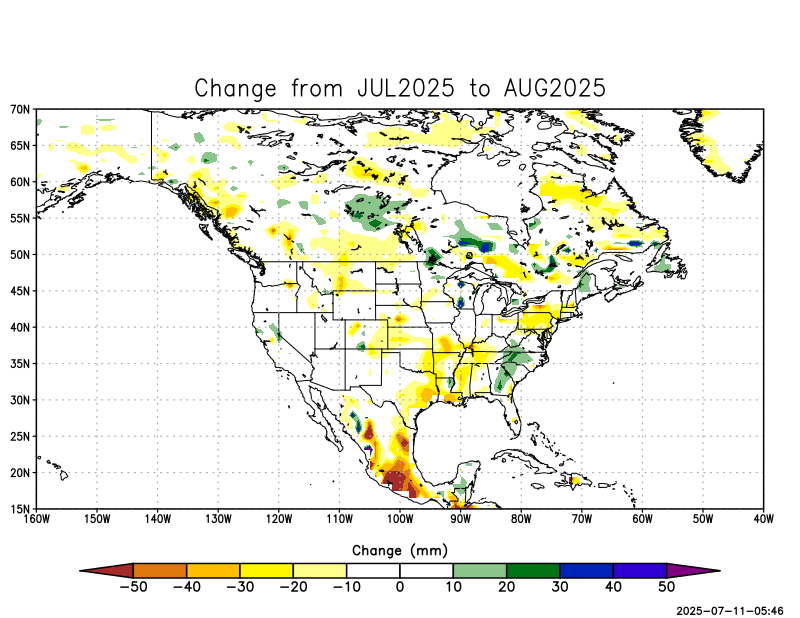 Change from JUL2025 to AUG2025
70N
65N
60N
55N
50N
45N
40N
35N
30N
25N
20N
15N
160W 150W 140W 130W 120W 110W 100W 90W 80W 70W 60W 50W 40W
Change (mm)
−50 −40 −30 −20 −10 0 10 20 30 40 50
2025-07-11-05:46